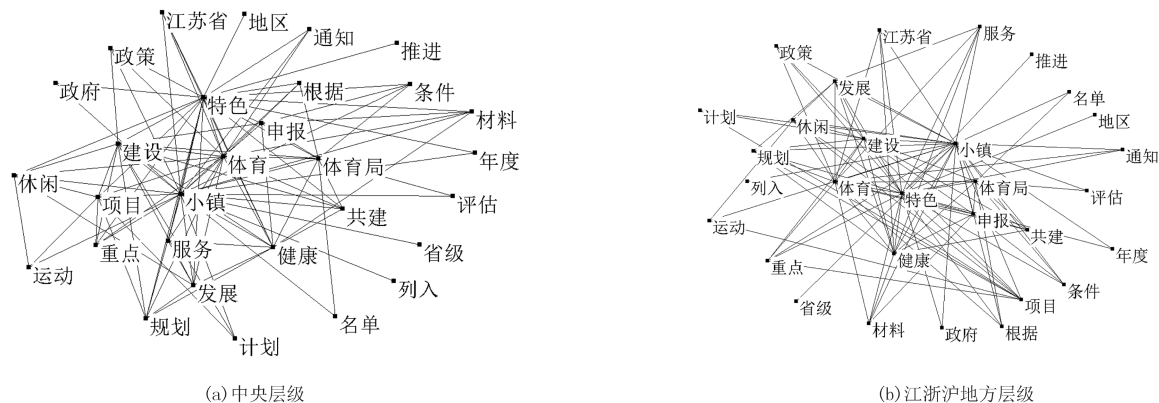 江苏省
地区
通知
推进
政策
政府
根据
条件
特色
材料
申报
建设
体育
体育局
年度
休闲
项目
小镇
共建
评估
重点
服务
健康
省级
运动
发展
列入
规划
名单
计划
(a)中央层级
江苏省
服务
政策
推进
发展
名单
计划
休闲
地区
建设
小镇
通知
规划
列入
体育
体育局
特色
评估
运动
申报
共建
重点
健康
年度
省级
条件
项目
材料
政府
根据
(b)江浙沪地方层级